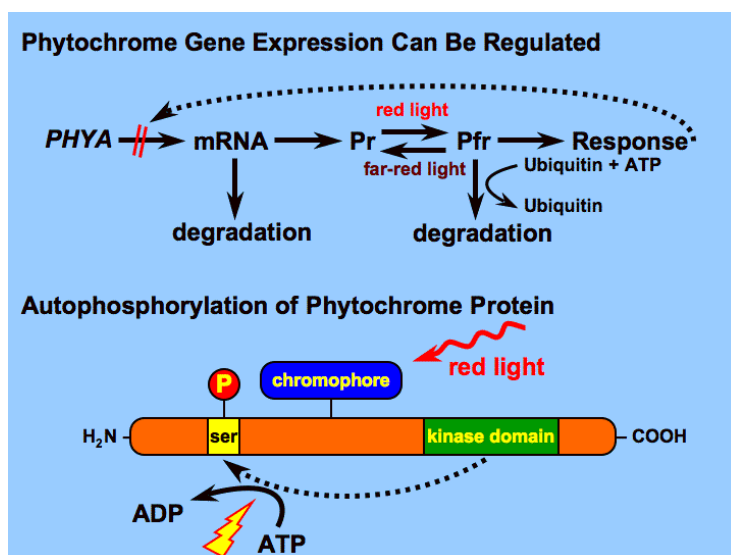 Phytochrome Gene Expression Can Be Regulated
red light
PHYA mRNA Pr Pfr Response
far-red light
Ubiquitin + ATP
Ubiquitin
degradation degradation
Autophosphorylation of Phytochrome Protein
red light
P chromophore
H₂N ser kinase domain COOH
ADP
ATP